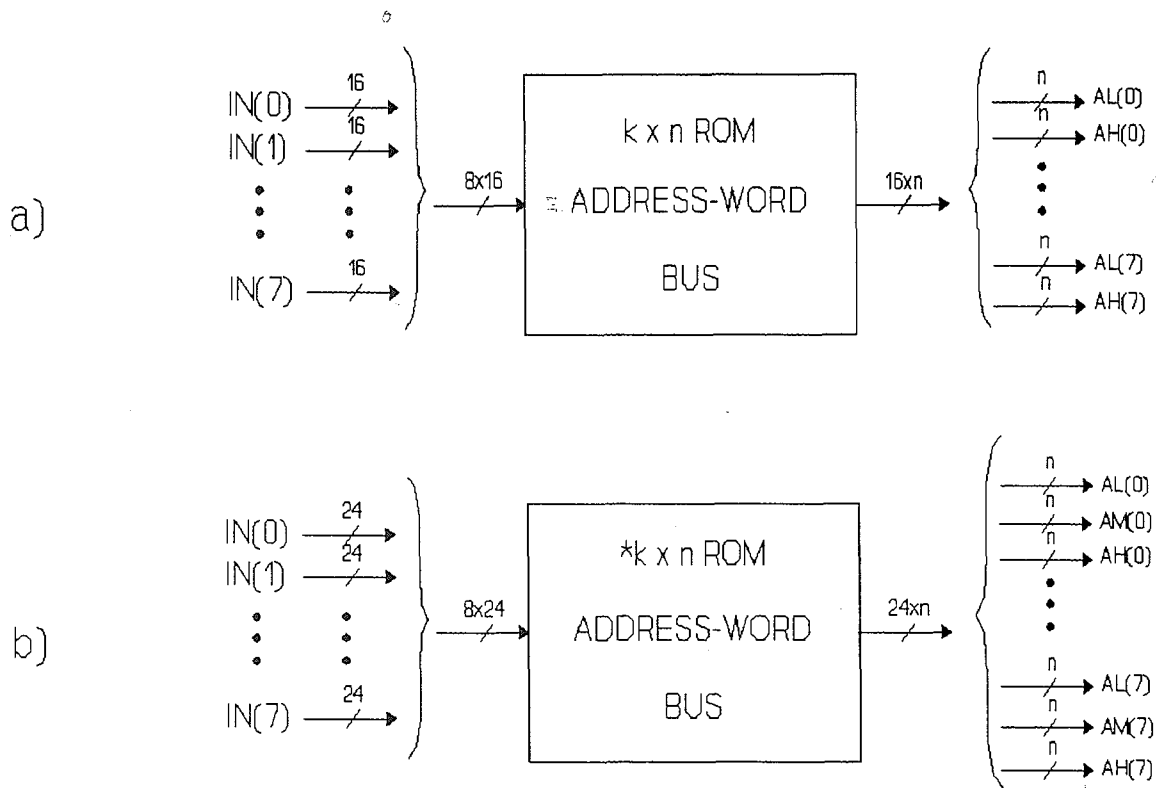 a)
IN(0) 16
IN(1) 16
IN(7) 16
8x16
k x n ROM
ADDRESS-WORD
BUS
16xn
n AL(0)
n AH(0)
n AL(7)
n AH(7)
b)
IN(0) 24
IN(1) 24
IN(7) 24
8x24
*k x n ROM
ADDRESS-WORD
BUS
24xn
n AL(0)
n AM(0)
n AH(0)
n AL(7)
n AM(7)
n AH(7)